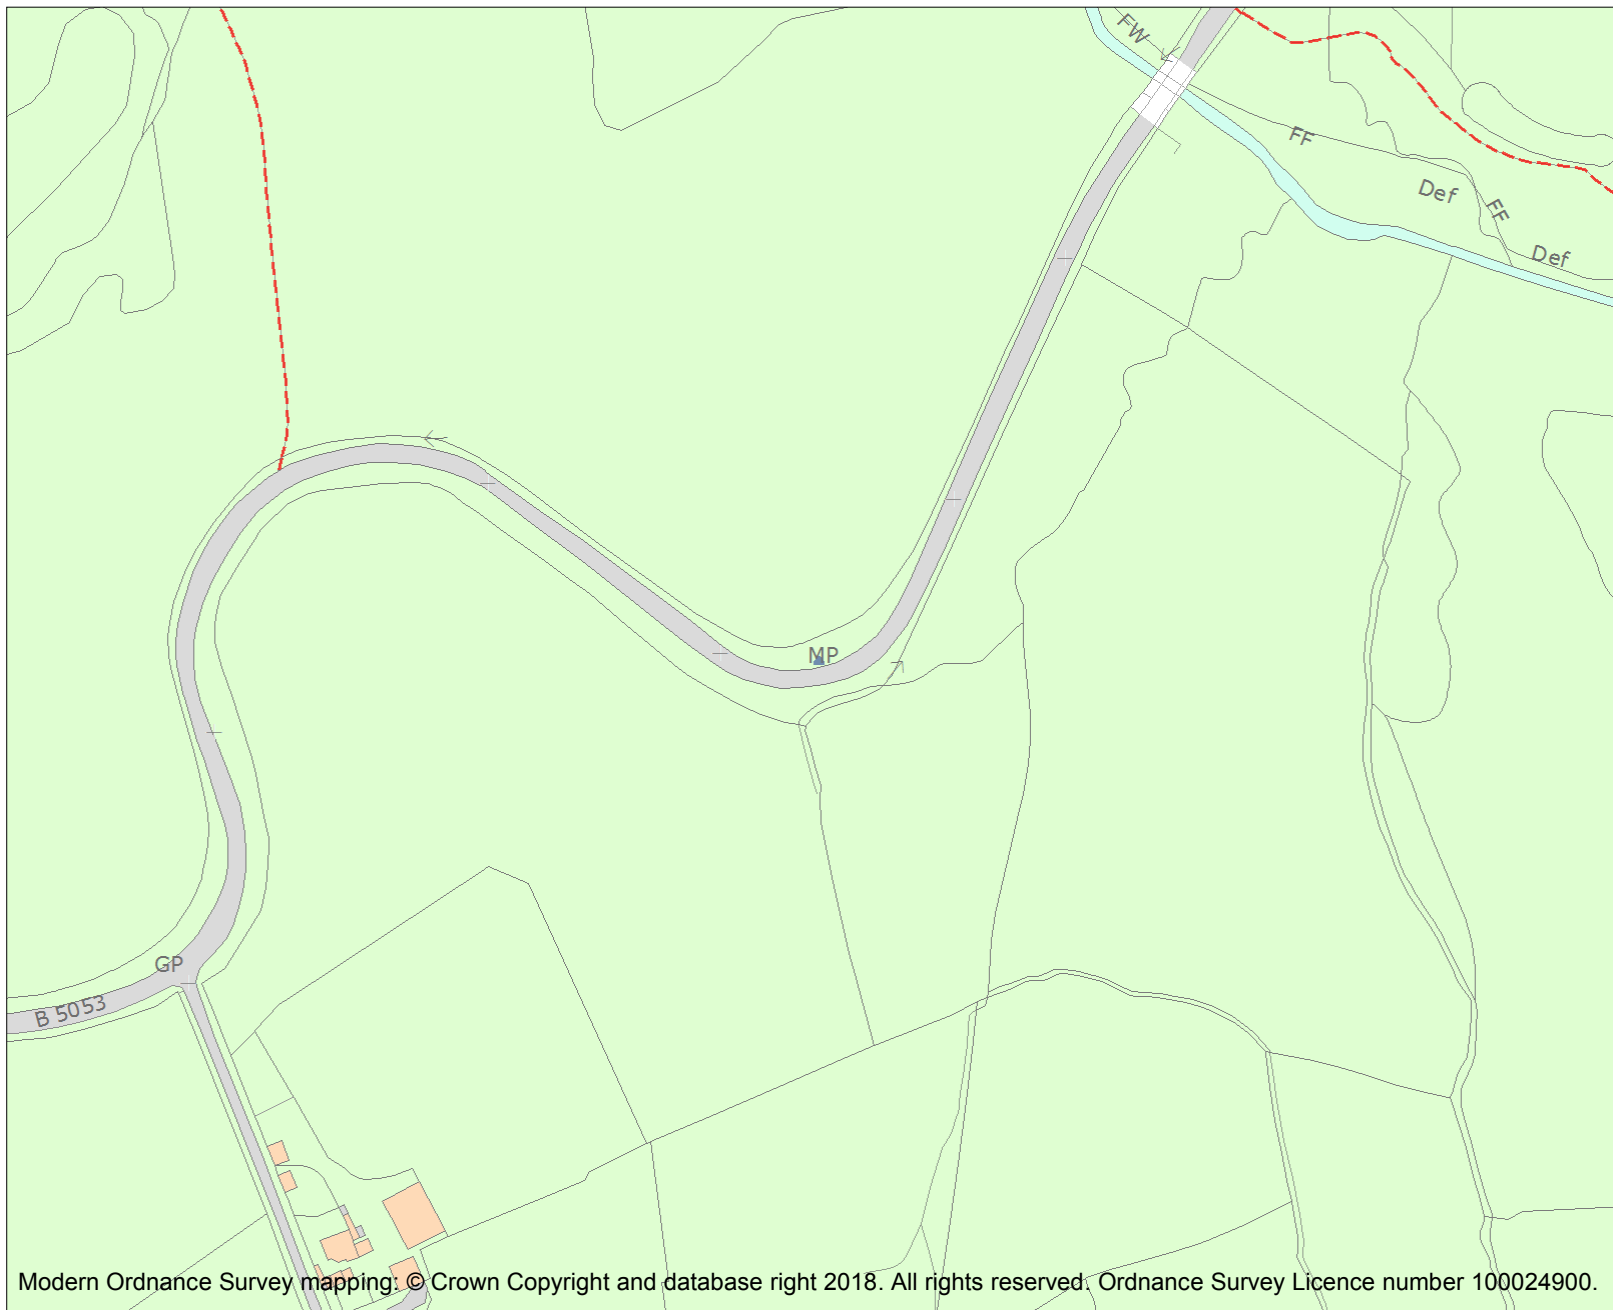 FW
FF
Def
FF
Def
MP
GP
B 5053
Modern Ordnance Survey mapping: © Crown Copyright and database right 2018. All rights reserved. Ordnance Survey Licence number 100024900.